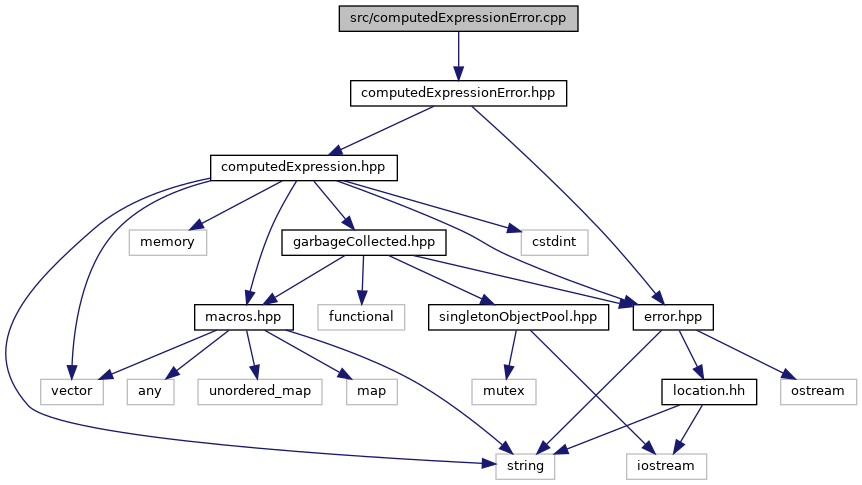 src/computedExpressionError.cpp
computedExpressionError.hpp
computedExpression.hpp
memory
garbageCollected.hpp
cstdint
macros.hpp
functional
singletonObjectPool.hpp
error.hpp
vector
any
unordered_map
map
mutex
location.hh
ostream
string
iostream